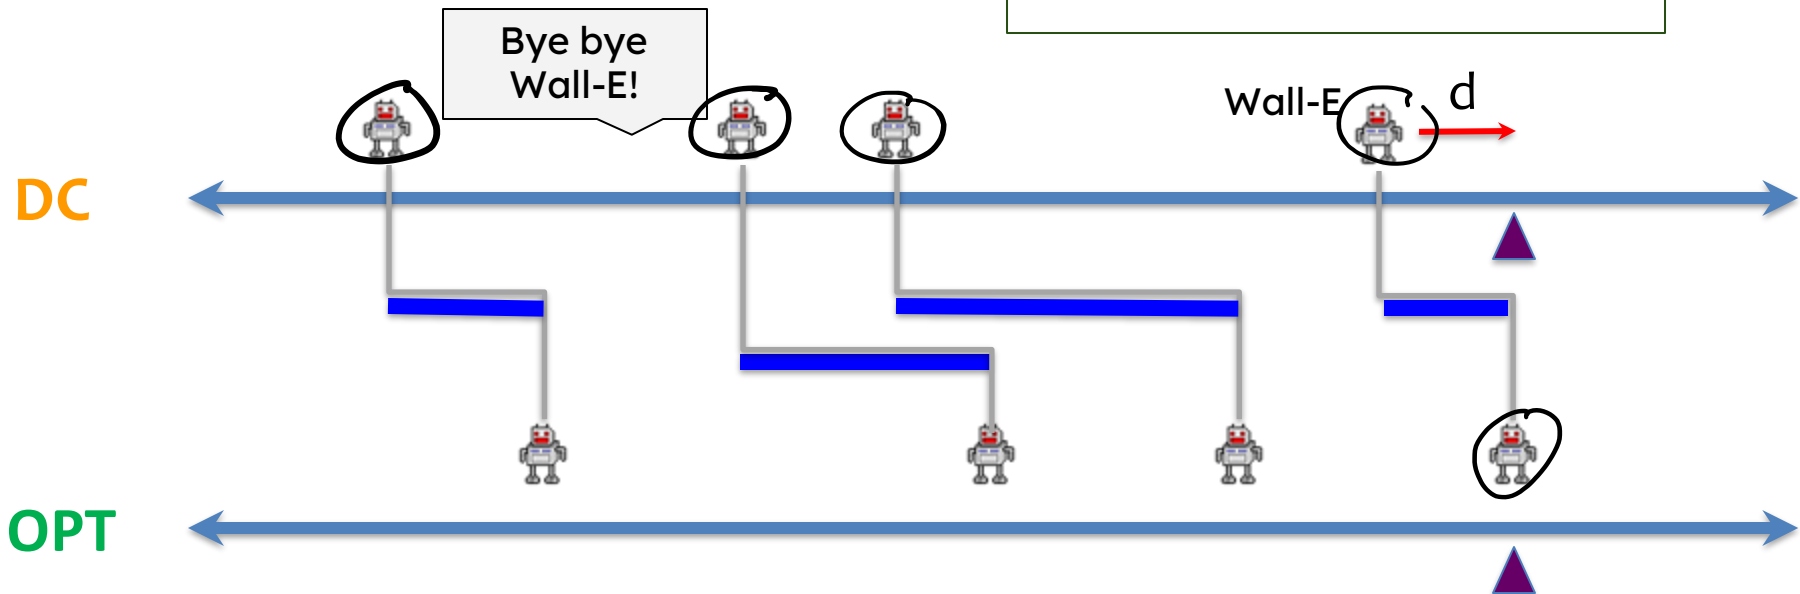 Bye bye
Wall-E!
Wall-E
d
DC
OPT